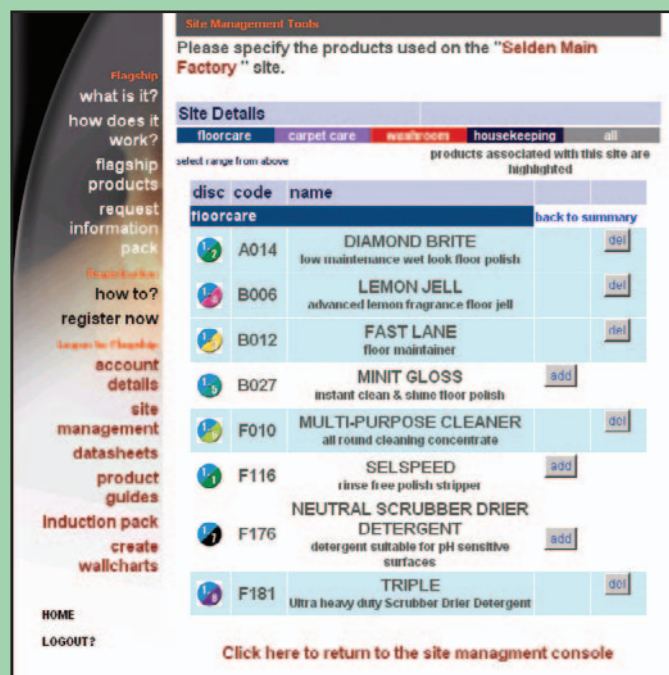 Site Management Tools
Please specify the products used on the "Selden Main
Factory " site.
Flagship
what is it?
how does it
work?
flagship
products
request
information
pack
how to?
register now
Logon to Flagship
account
details
site
management
datasheets
product
guides
induction pack
create
wallcharts
HOME
LOGOUT?
Site Details
floorcare carpet care washroom housekeeping all
select range from above
products associated with this site are
highlighted
disc code name
floorcare back to summary
A014 DIAMOND BRITE del
low maintenance wet look floor polish
B006 LEMON JELL del
advanced lemon fragrance floor jell
B012 FAST LANE del
floor maintainer
B027 MINIT GLOSS add
instant clean & shine floor polish
F010 MULTI-PURPOSE CLEANER del
all round cleaning concentrate
F116 SELSPEED add
rinse free polish stripper
F176 NEUTRAL SCRUBBER DRIER
DETERGENT add
detergent suitable for pH sensitive
surfaces
F181 TRIPLE del
Ultra heavy duty Scrubber Drier Detergent
Click here to return to the site managment console